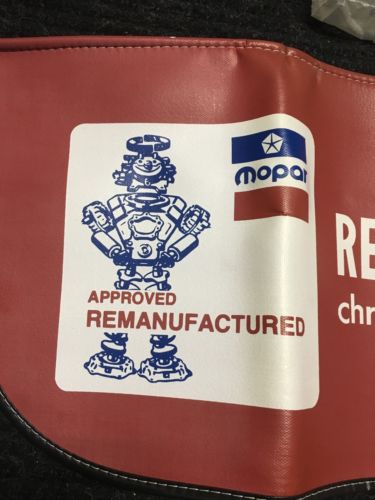 mopar
APPROVED
REMANUFACTURED
RE
chr